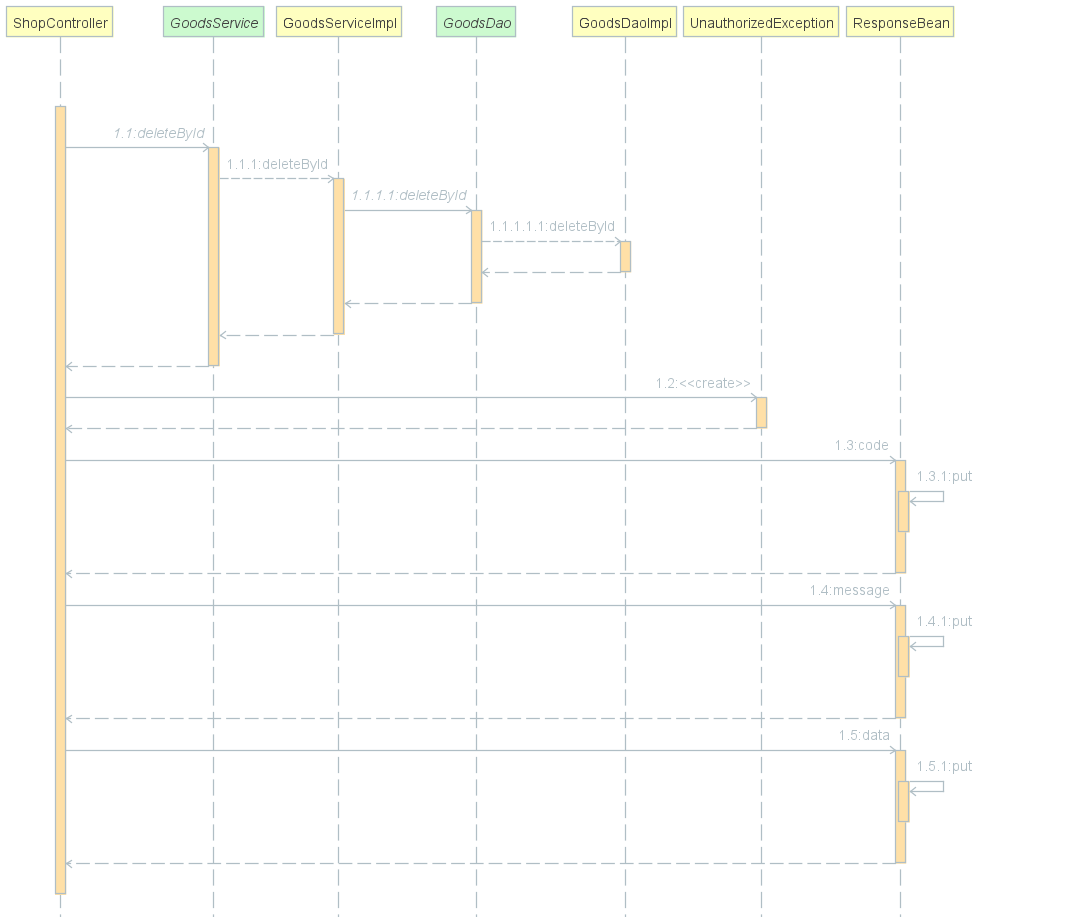 ShopController
GoodsService
GoodsServiceImpl
GoodsDao
GoodsDaoImpl
UnauthorizedException
ResponseBean
1.1:deleteById
1.1.1:deleteById
1.1.1.1:deleteById
1.1.1.1.1:deleteById
1.2:<<create>>
1.3:code
1.3.1:put
1.4:message
1.4.1:put
1.5:data
1.5.1:put